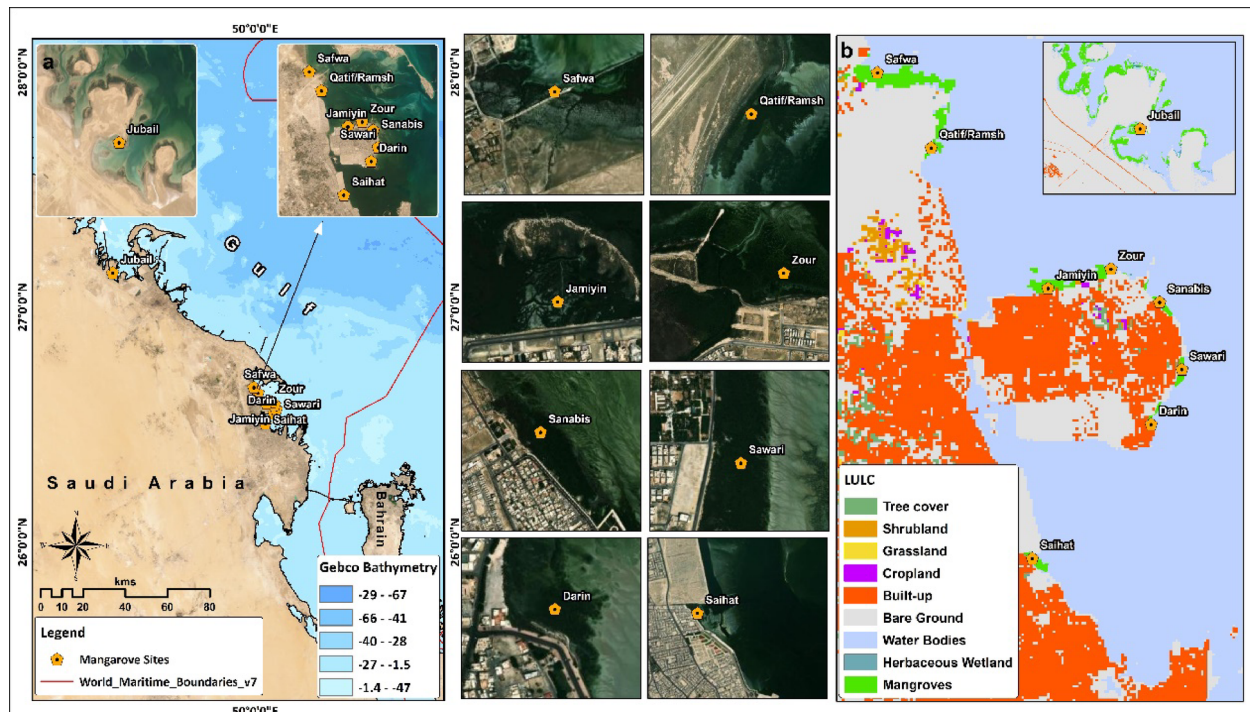 50°0'0"E
a
Jubail
Safwa
Qatif/Ramsh
Jamiyin
Zour
Sawari
Sanabis
Darin
Saihat
28°0'0"N
27°0'0"N
26°0'0"N
Jubail
Gulf
Safwa
Zour
Darin
Sawari
Jamiyin
Saihat
Saudi Arabia
Bahrain
N
W
E
S
kms
0 5 10 20 40 60 80
Legend
Mangarove Sites
World_Maritime_Boundaries_v7
Gebco Bathymetry
-29 - -67
-66 - -41
-40 - -28
-27 - -1.5
-1.4 - -47
50°0'0"E
28°0'0"N
27°0'0"N
26°0'0"N
Safwa
Qatif/Ramsh
Jamiyin
Zour
Sanabis
Sawari
Darin
Saihat
b
Safwa
Qatif/Ramsh
Jubail
Zour
Jamiyin
Sanabis
Sawari
Darin
Saihat
LULC
Tree cover
Shrubland
Grassland
Cropland
Built-up
Bare Ground
Water Bodies
Herbaceous Wetland
Mangroves